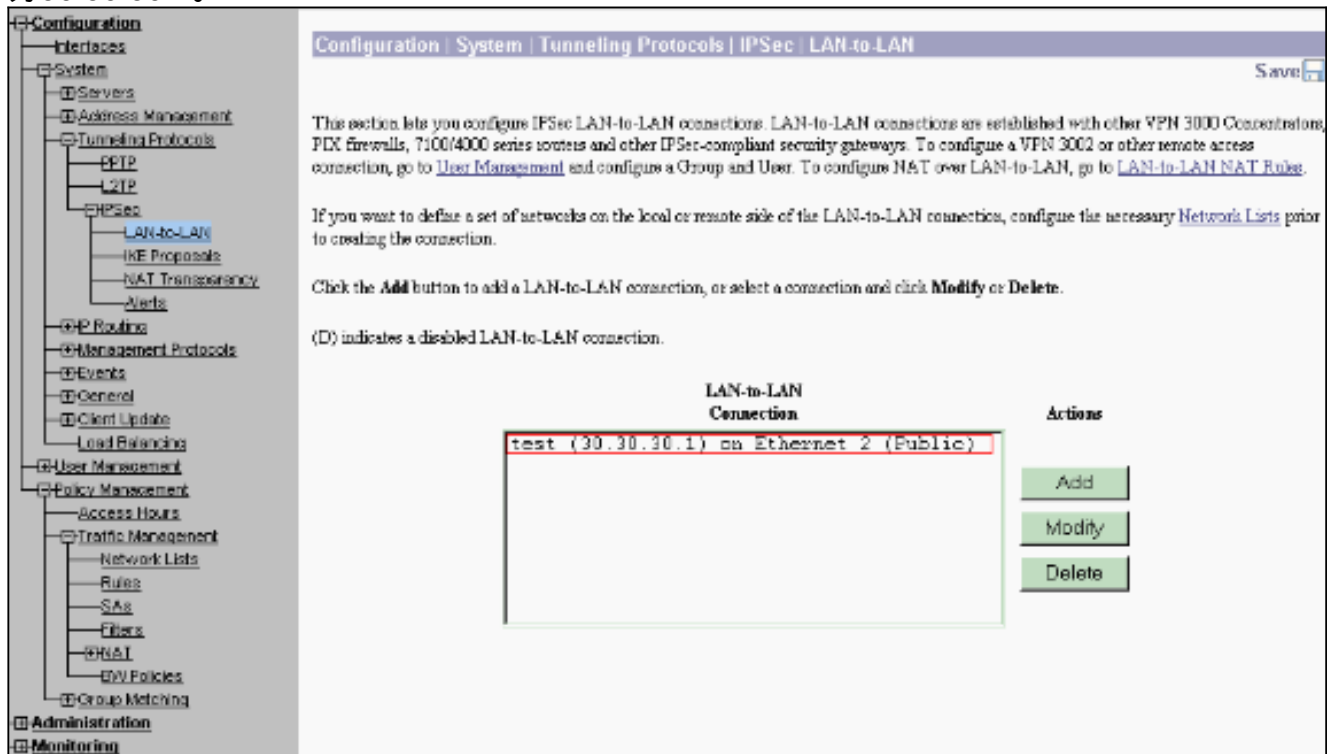 Configuration
Interfaces
System
Servers
Address Management
Tunneling Protocols
PPTP
L2TP
IPSec
LAN-to-LAN
IKE Proposals
NAT Transparency
Alerts
IP Routing
Management Protocols
Events
General
Client Update
Load Balancing
User Management
Policy Management
Access Hours
Traffic Management
Network Lists
Rules
SAs
Filters
NAT
BW Policies
Group Matching
Administration
Monitoring
Configuration | System | Tunneling Protocols | IPSec | LAN-to-LAN
Save
This section lets you configure IPSec LAN-to-LAN connections. LAN-to-LAN connections are established with other VPN 3000 Concentrators,
PIX firewalls, 7100/4000 series routers and other IPSec-compliant security gateways. To configure a VPN 3002 or other remote access
connection, go to User Management and configure a Group and User. To configure NAT over LAN-to-LAN, go to LAN-to-LAN NAT Rules.
If you want to define a set of networks on the local or remote side of the LAN-to-LAN connection, configure the necessary Network Lists prior
to creating the connection.
Click the Add button to add a LAN-to-LAN connection, or select a connection and click Modify or Delete.
(D) indicates a disabled LAN-to-LAN connection.
LAN-to-LAN
Connection
Actions
test (30.30.30.1) on Ethernet 2 (Public)
Add
Modify
Delete